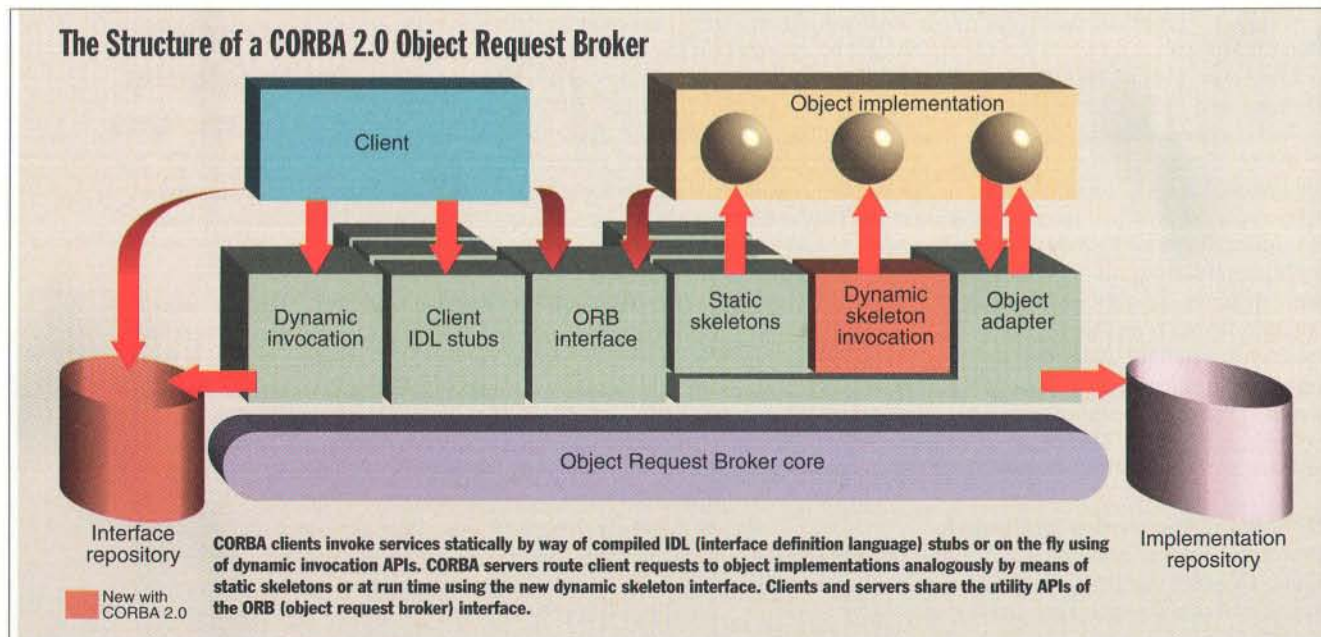 The Structure of a CORBA 2.0 Object Request Broker
Client
Object implementation
Dynamic
invocation
Client
IDL stubs
ORB
interface
Static
skeletons
Dynamic
skeleton
invocation
Object
adapter
Object Request Broker core
Interface
repository
Implementation
repository
CORBA clients invoke services statically by way of compiled IDL (interface definition language) stubs or on the fly using
of dynamic invocation APIs. CORBA servers route client requests to object implementations analogously by means of
static skeletons or at run time using the new dynamic skeleton interface. Clients and servers share the utility APIs of
the ORB (object request broker) interface.
New with
CORBA 2.0